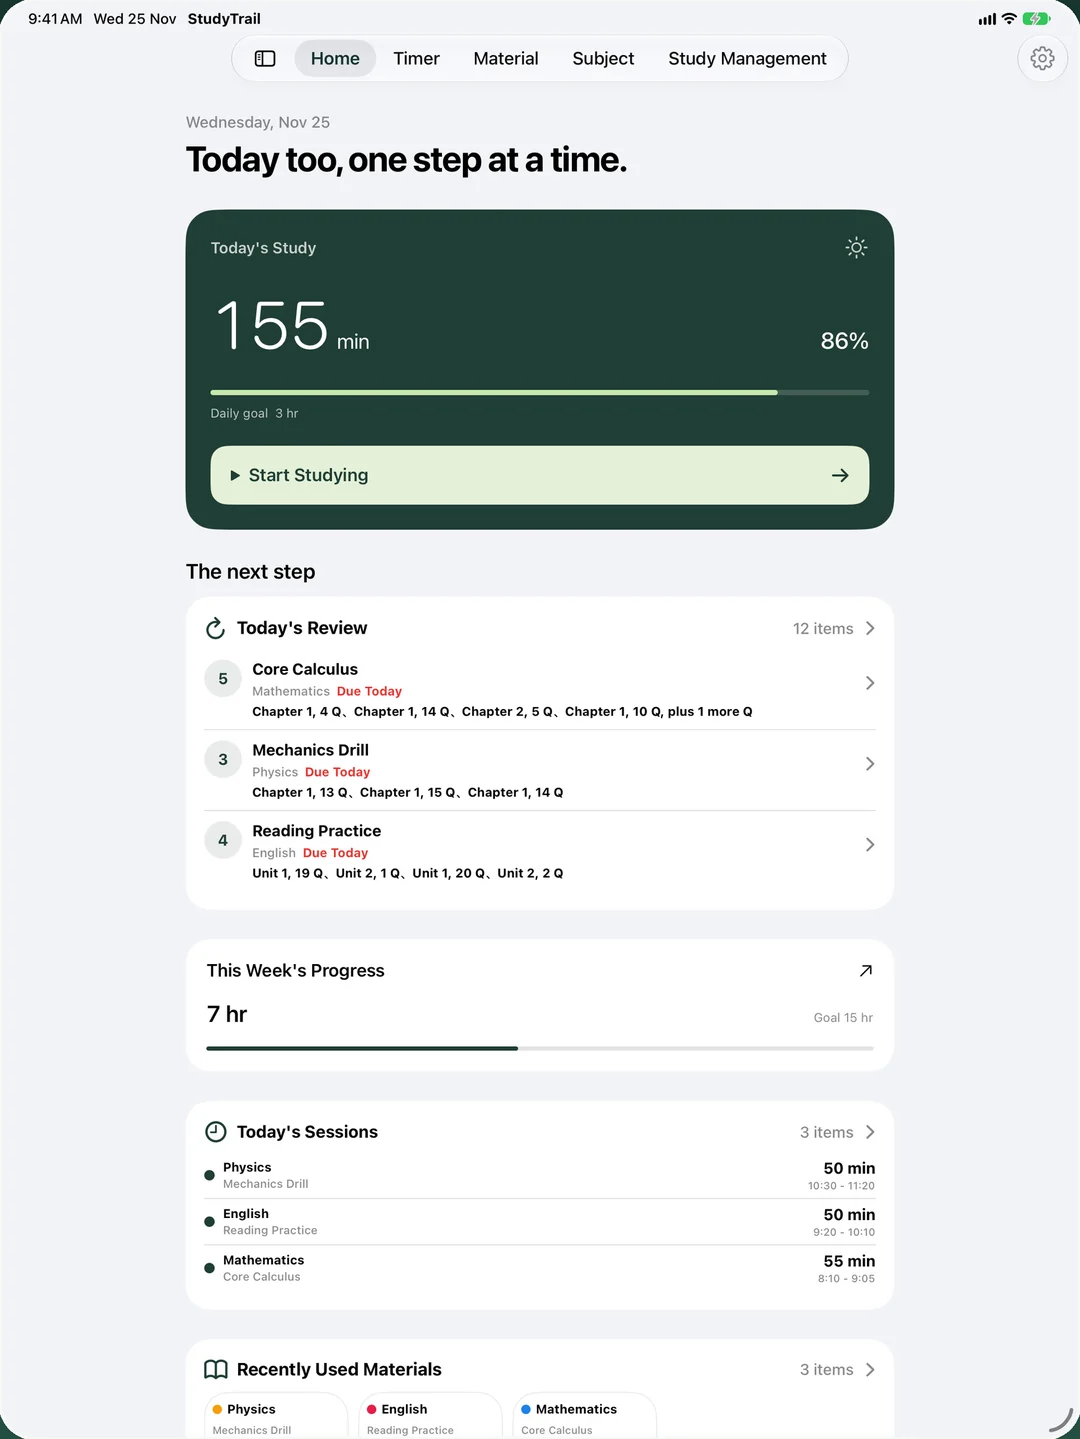 9:41 AM Wed 25 Nov StudyTrail
Home Timer Material Subject Study Management
Wednesday, Nov 25
Today too, one step at a time.
Today's Study
155 min
86%
Daily goal 3 hr
Start Studying
The next step
Today's Review
12 items
5
Core Calculus
Mathematics Due Today
Chapter 1, 4 Q、Chapter 1, 14 Q、Chapter 2, 5 Q、Chapter 1, 10 Q, plus 1 more Q
3
Mechanics Drill
Physics Due Today
Chapter 1, 13 Q、Chapter 1, 15 Q、Chapter 1, 14 Q
4
Reading Practice
English Due Today
Unit 1, 19 Q、Unit 2, 1 Q、Unit 1, 20 Q、Unit 2, 2 Q
This Week's Progress
7 hr
Goal 15 hr
Today's Sessions
3 items
Physics
Mechanics Drill
50 min
10:30 - 11:20
English
Reading Practice
50 min
9:20 - 10:10
Mathematics
Core Calculus
55 min
8:10 - 9:05
Recently Used Materials
3 items
Physics
Mechanics Drill
English
Reading Practice
Mathematics
Core Calculus